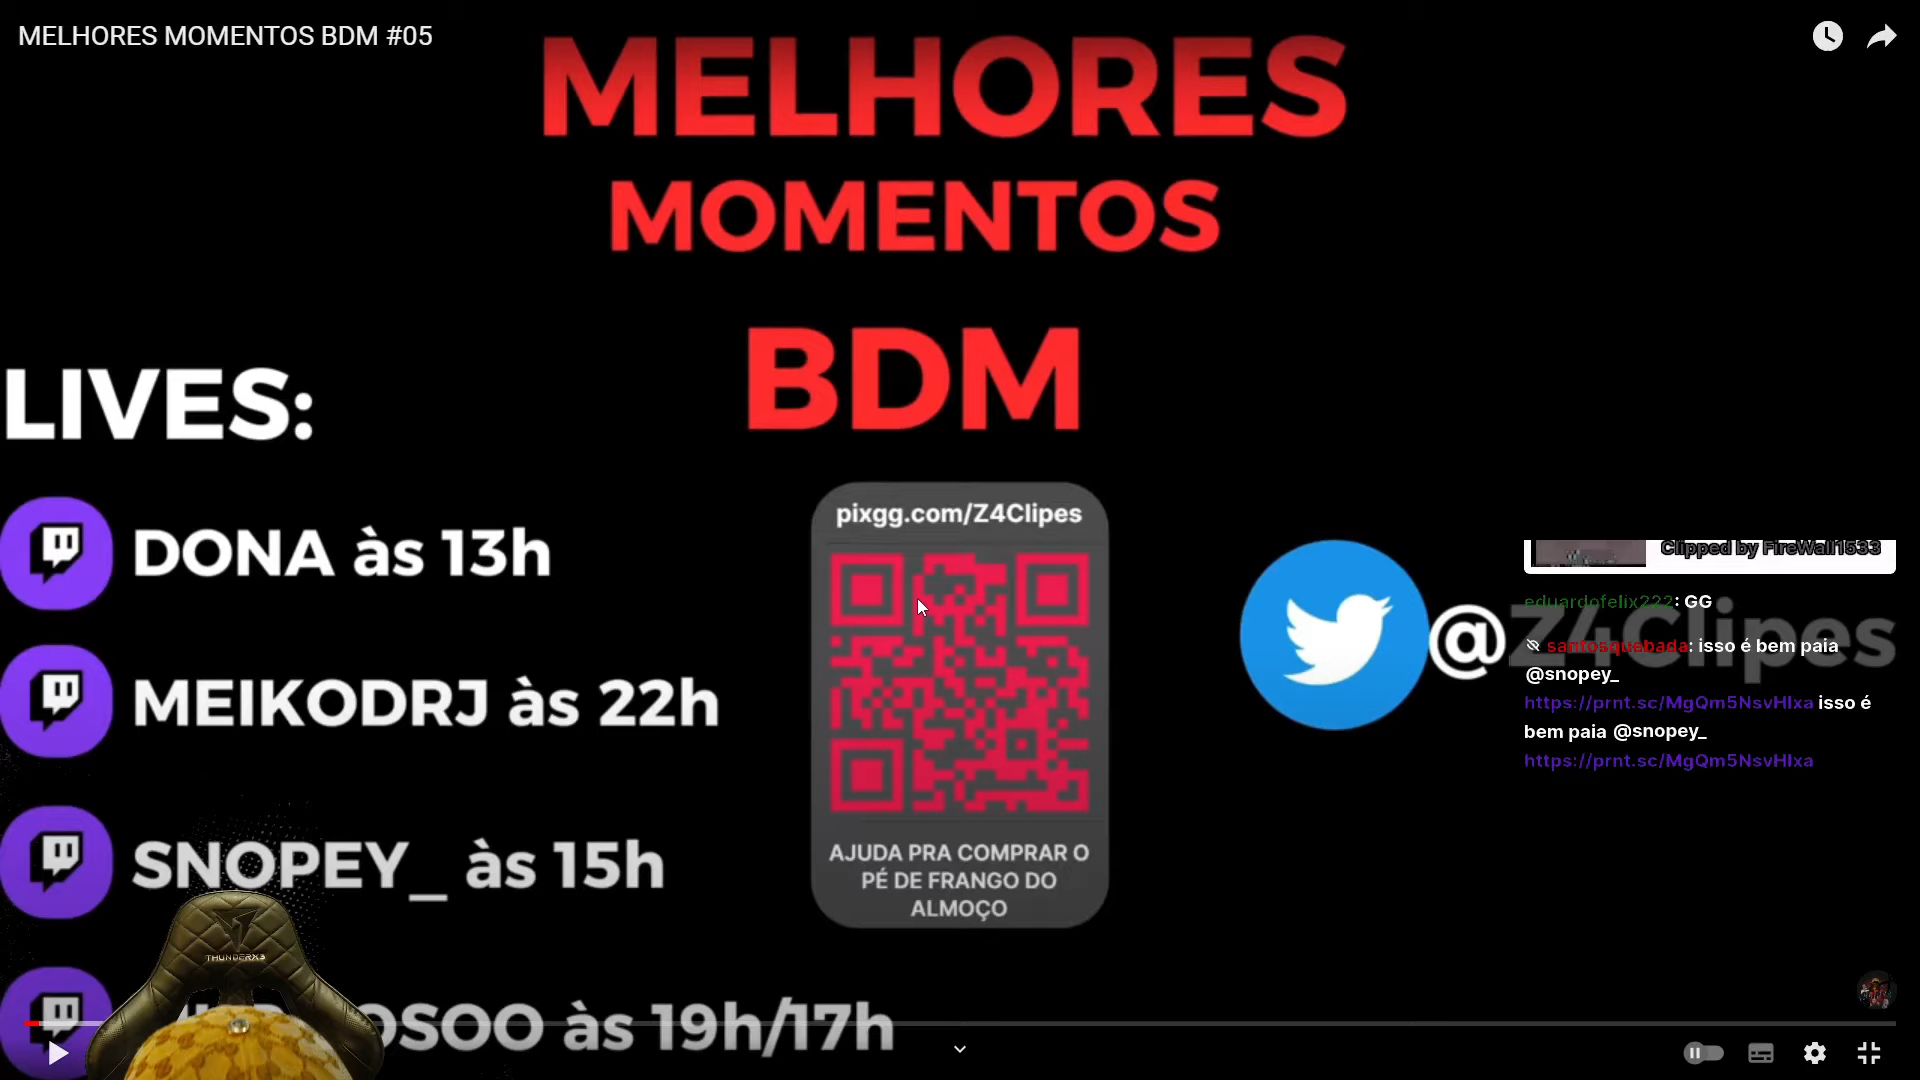 MELHORES MOMENTOS BDM #05
MELHORES
MOMENTOS
BDM
LIVES:
DONA às 13h
MEIKODRJ às 22h
SNOPEY_ às 15h
OSOO às 19h/17h
pixgg.com/Z4Clipes
AJUDA PRA COMPRAR O
PÉ DE FRANGO DO
ALMOÇO
@Z4Clipes
Clipped by FireWall1533
eduardofelix222: GG
santosquebada: isso é bem paia
@snopey_
https://prnt.sc/MgQm5NsvHIxa isso é
bem paia @snopey_
https://prnt.sc/MgQm5NsvHIxa
THUNDERX3